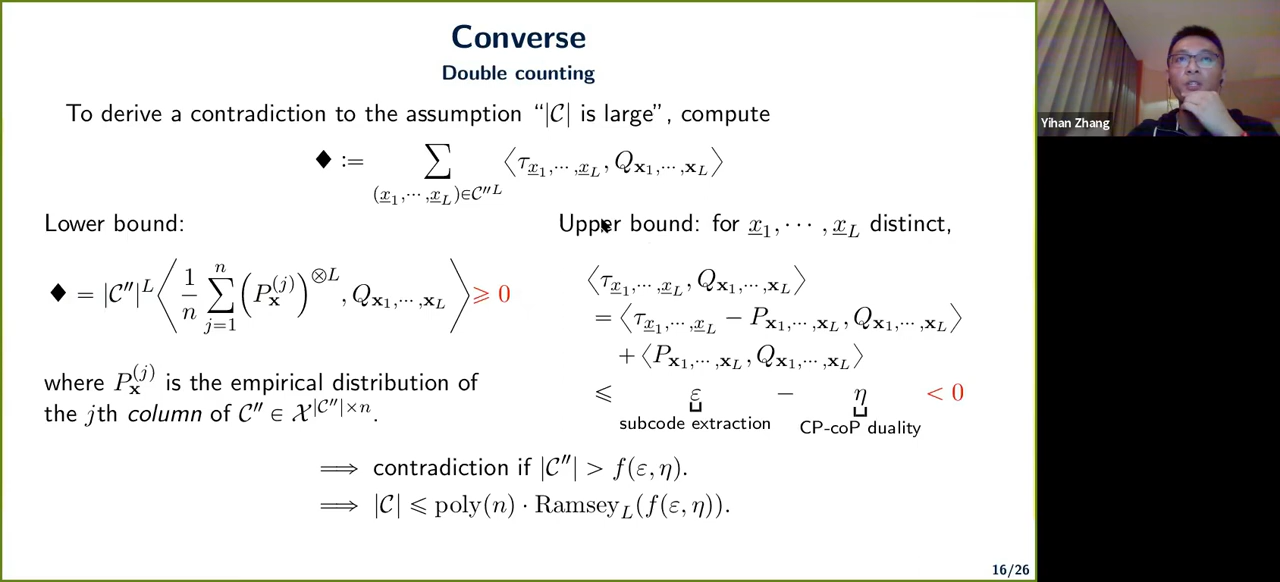 Converse
Double counting
To derive a contradiction to the assumption “|𝒞| is large”, compute
♦ := ∑_{(x̲_1,⋯,x̲_L)∈𝒞''^L} ⟨τ_{x̲_1,⋯,x̲_L}, Q_{𝐱_1,⋯,𝐱_L}⟩
Lower bound:
♦ = |𝒞''|^L ⟨ 1/n ∑_{j=1}^{n} (P_𝐱^{(j)})^{⊗L}, Q_{𝐱_1,⋯,𝐱_L} ⟩ ⩾ 0
where P_𝐱^{(j)} is the empirical distribution of
the jth column of 𝒞'' ∈ 𝒳^{|𝒞''|×n}.
Upper bound: for x̲_1,⋯,x̲_L distinct,
⟨τ_{x̲_1,⋯,x̲_L}, Q_{𝐱_1,⋯,𝐱_L}⟩
= ⟨τ_{x̲_1,⋯,x̲_L} − P_{𝐱_1,⋯,𝐱_L}, Q_{𝐱_1,⋯,𝐱_L}⟩
+ ⟨P_{𝐱_1,⋯,𝐱_L}, Q_{𝐱_1,⋯,𝐱_L}⟩
⩽ ε − η < 0
subcode extraction CP-coP duality
⟹ contradiction if |𝒞''| > f(ε, η).
⟹ |𝒞| ⩽ poly(n) · Ramsey_L(f(ε, η)).
16/26
Yihan Zhang